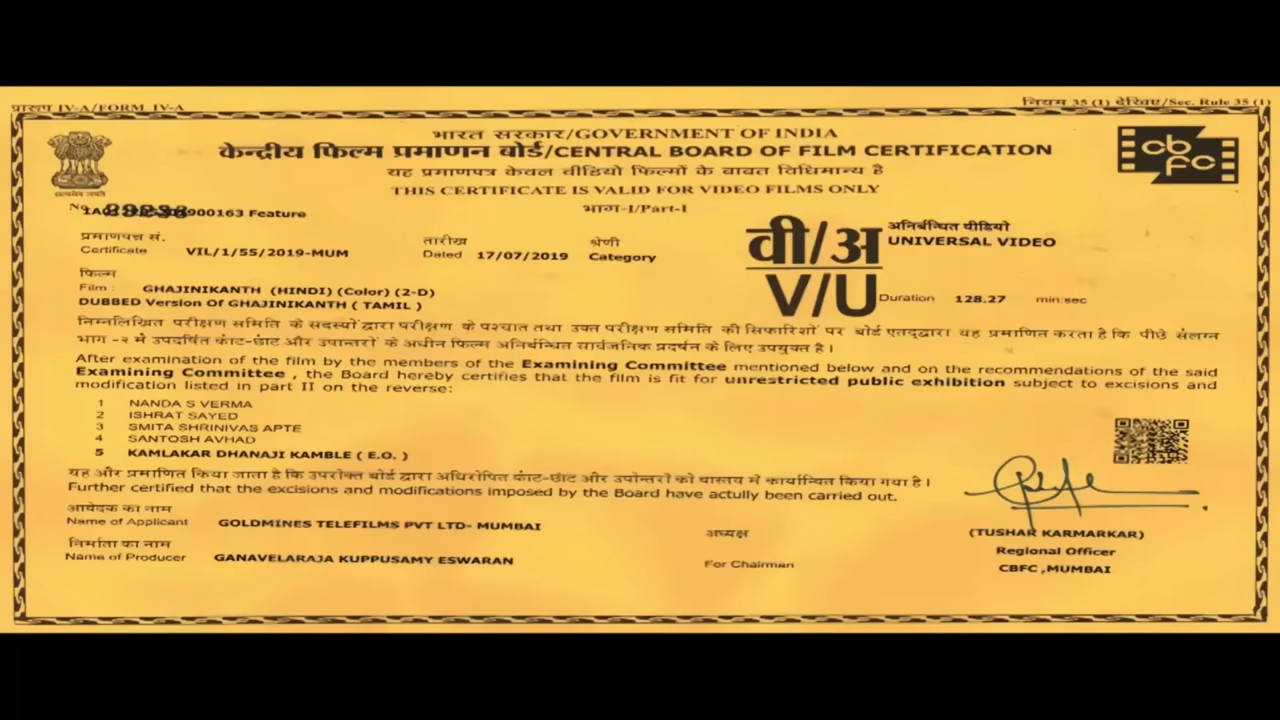 प्रारूप IV-A/FORM IV-A
नियम 35 (1) देखिए/Sec. Rule 35 (1)
भारत सरकार/GOVERNMENT OF INDIA
केन्द्रीय फिल्म प्रमाणन बोर्ड/CENTRAL BOARD OF FILM CERTIFICATION
cb
fc
यह प्रमाणपत्र केवल वीडियो फिल्मों के बावत विधिमान्य है
सत्यमेव जयते
THIS CERTIFICATE IS VALID FOR VIDEO FILMS ONLY
No. 900163 Feature
भाग-I/Part-I
प्रमाणपत्र सं.
Certificate VIL/1/55/2019-MUM
तारीख
Dated 17/07/2019
श्रेणी
Category
वी/अ
V/U
अनिर्बन्धित वीडियो
UNIVERSAL VIDEO
फिल्म
Film : GHAJINIKANTH (HINDI) (Color) (2-D)
Duration 128.27 min:sec
DUBBED Version Of GHAJINIKANTH ( TAMIL )
निम्नलिखित परीक्षण समिति के सदस्यों द्वारा परीक्षण के पश्चात तथा उक्त परीक्षण समिति की सिफारिशों पर बोर्ड एतद्द्वारा यह प्रमाणित करता है कि पीछे संलग्न
भाग -२ में उपदर्षित काट-छांट और उपान्तरों के अधीन फिल्म अनिर्बन्धित सार्वजनिक प्रदर्षन के लिए उपयुक्त है।
After examination of the film by the members of the Examining Committee mentioned below and on the recommendations of the said
Examining Committee , the Board hereby certifies that the film is fit for unrestricted public exhibition subject to excisions and
modification listed in part II on the reverse:
1 NANDA S VERMA
2 ISHRAT SAYED
3 SMITA SHRINIVAS APTE
4 SANTOSH AVHAD
5 KAMLAKAR DHANAJI KAMBLE ( E.O. )
यह और प्रमाणित किया जाता है कि उपरोक्त बोर्ड द्वारा अधिरोपित कांट-छांट और उपांन्तरों को वास्तव में कार्यान्वित किया गया है।
Further certified that the excisions and modifications imposed by the Board have actully been carried out.
आवेदक का नाम
Name of Applicant GOLDMINES TELEFILMS PVT LTD- MUMBAI
निर्माता का नाम
Name of Producer GANAVELARAJA KUPPUSAMY ESWARAN
अध्यक्ष
For Chairman
(TUSHAR KARMARKAR)
Regional Officer
CBFC ,MUMBAI